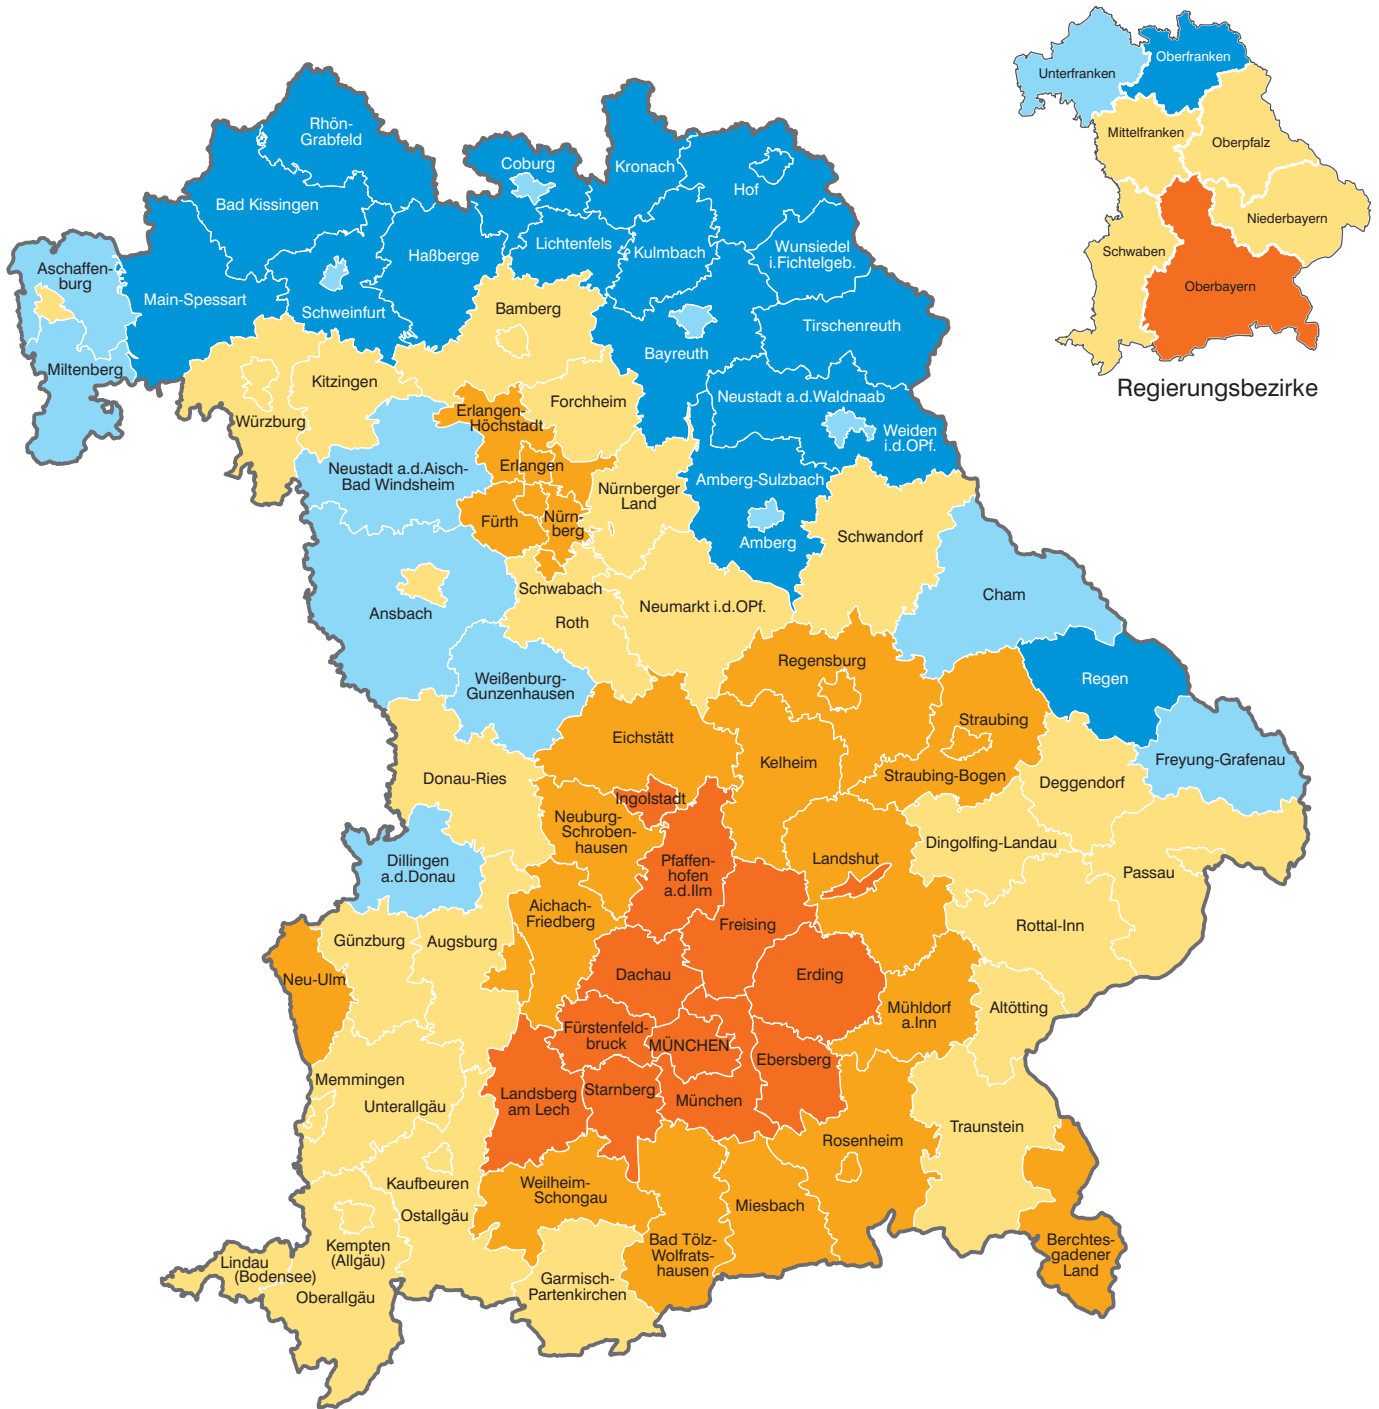 Unterfranken
Oberfranken
Mittelfranken
Oberpfalz
Niederbayern
Schwaben
Oberbayern
Regierungsbezirke
Rhön-
Grabfeld
Bad Kissingen
Coburg
Kronach
Hof
Lichtenfels
Kulmbach
Wunsiedel
i.Fichtelgeb.
Haßberge
Aschaffen-
burg
Main-Spessart
Schweinfurt
Bamberg
Tirschenreuth
Bayreuth
Miltenberg
Kitzingen
Würzburg
Erlangen-
Höchstadt
Forchheim
Neustadt a.d.Waldnaab
Weiden
i.d.OPf.
Neustadt a.d.Aisch-
Bad Windsheim
Erlangen
Nürnberger
Land
Amberg-Sulzbach
Fürth
Nürn-
berg
Amberg
Schwandorf
Cham
Ansbach
Schwabach
Roth
Neumarkt i.d.OPf.
Weißenburg-
Gunzenhausen
Regensburg
Regen
Straubing
Eichstätt
Kelheim
Straubing-Bogen
Freyung-Grafenau
Deggendorf
Donau-Ries
Ingolstadt
Neuburg-
Schroben-
hausen
Dingolfing-Landau
Dillingen
a.d.Donau
Pfaffen-
hofen
a.d.Ilm
Landshut
Passau
Aichach-
Friedberg
Freising
Rottal-Inn
Günzburg
Augsburg
Neu-Ulm
Dachau
Erding
Mühldorf
a.Inn
Altötting
Fürstenfeld-
bruck
MÜNCHEN
Ebersberg
Memmingen
Unterallgäu
Landsberg
am Lech
Starnberg
München
Traunstein
Rosenheim
Kaufbeuren
Weilheim-
Schongau
Miesbach
Ostallgäu
Kempten
(Allgäu)
Bad Tölz-
Wolfrats-
hausen
Berchtes-
gadener
Land
Lindau
(Bodensee)
Oberallgäu
Garmisch-
Partenkirchen